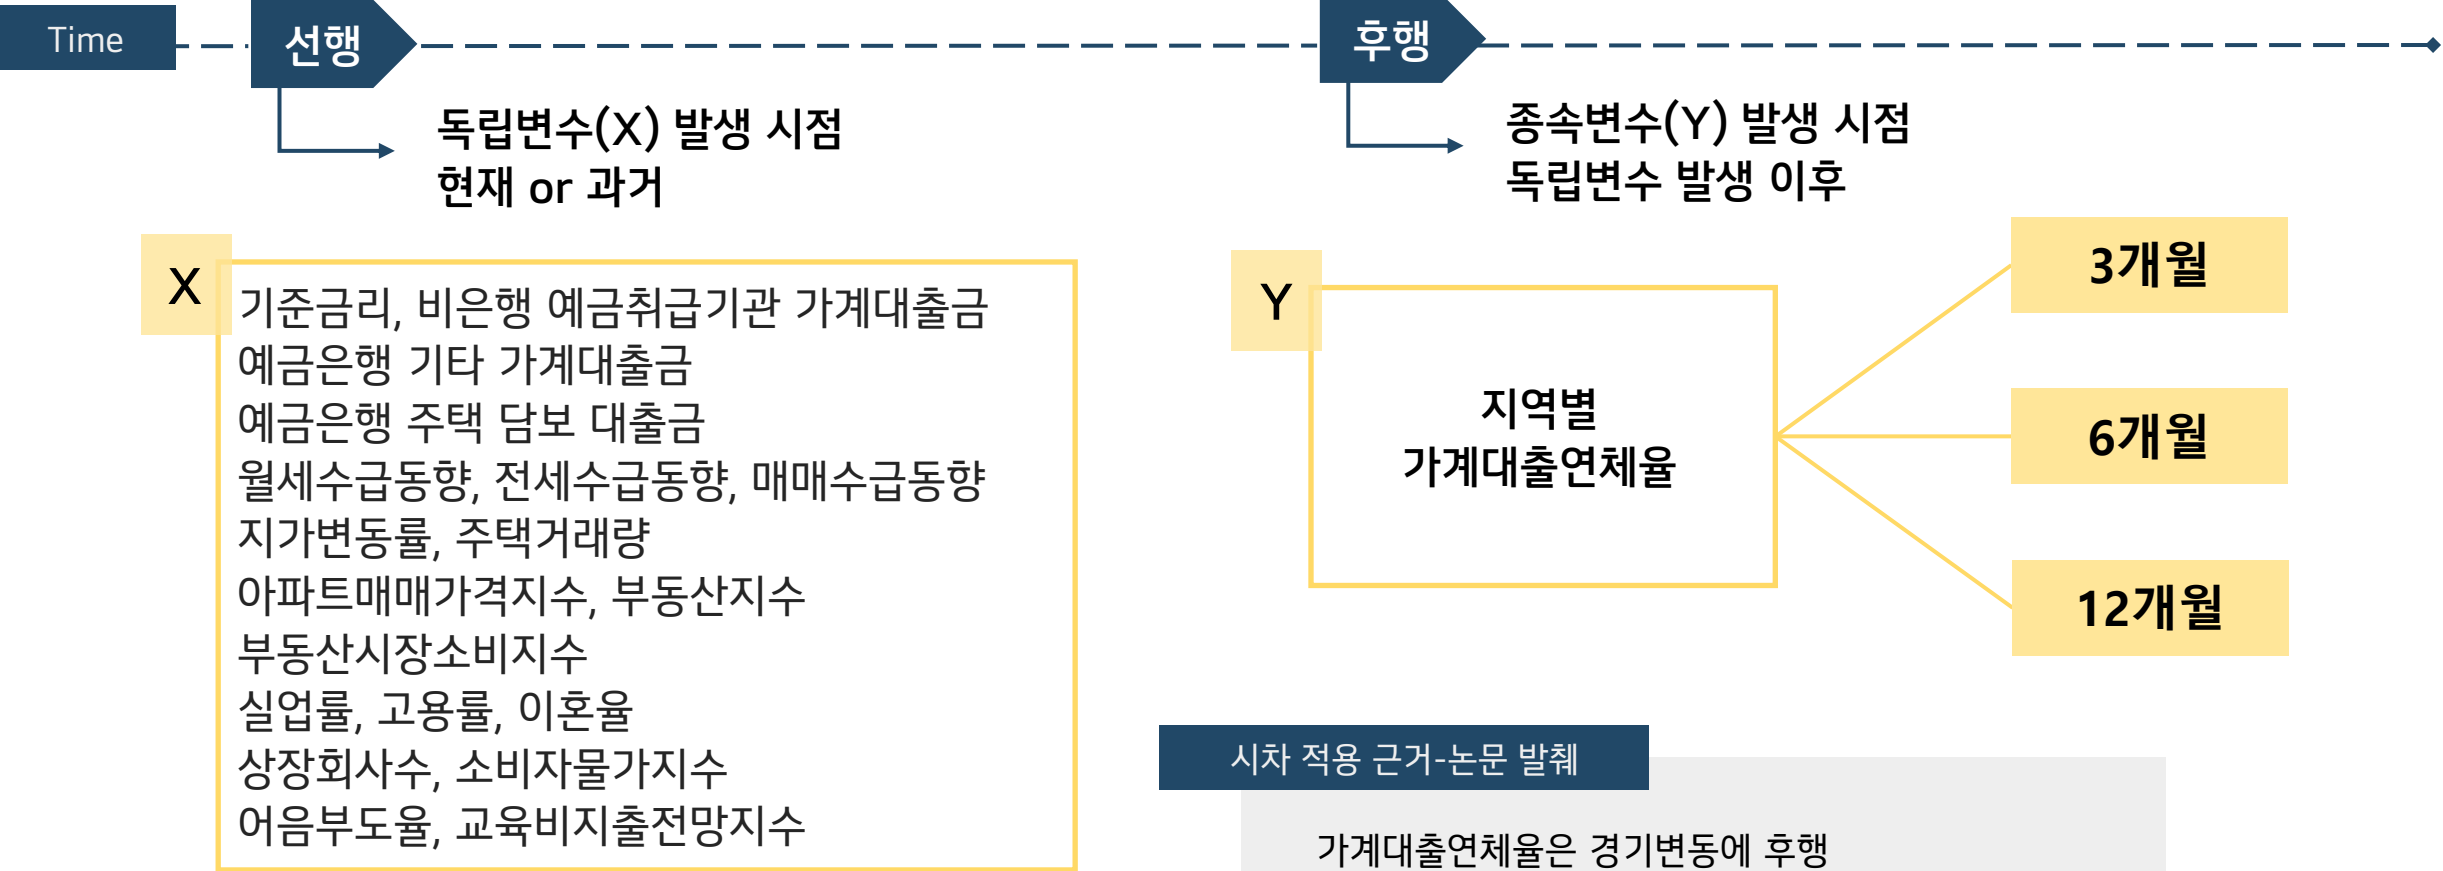 Time
선행
후행
독립변수(X) 발생 시점
현재 or 과거
종속변수(Y) 발생 시점
독립변수 발생 이후
X
기준금리, 비은행 예금취급기관 가계대출금
예금은행 기타 가계대출금
예금은행 주택 담보 대출금
월세수급동향, 전세수급동향, 매매수급동향
지가변동률, 주택거래량
아파트매매가격지수, 부동산지수
부동산시장소비지수
실업률, 고용률, 이혼율
상장회사수, 소비자물가지수
어음부도율, 교육비지출전망지수
Y
지역별
가계대출연체율
3개월
6개월
12개월
시차 적용 근거-논문 발췌
가계대출연체율은 경기변동에 후행